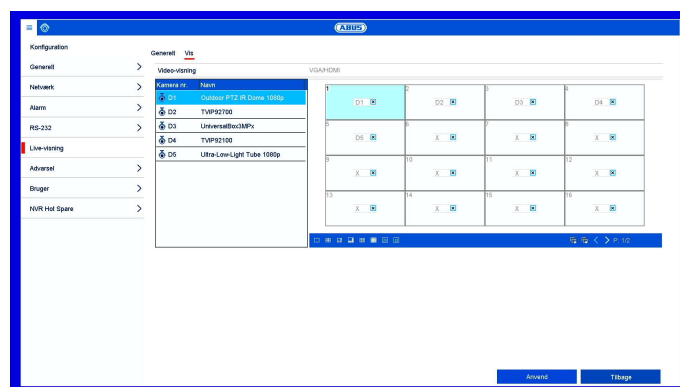 ABUS
Konfiguration
Generelt
Netværk
Alarm
RS-232
Live-visning
Advarsel
Bruger
NVR Hot Spare
Generelt Vis
Video-visning VGA/HDMI
Kamera nr. Navn
D1 Outdoor PTZ IR Dome 1080p
D2 TVIP92700
D3 UniversalBox3MPx
D4 TVIP92100
D5 Ultra-Low-Light Tube 1080p
1 2 3 4
D1 D2 D3 D4
5 6 7 8
D5 X X X
9 10 11 12
X X X X
13 14 15 16
X X X X
P: 1/2
Anvend Tilbage